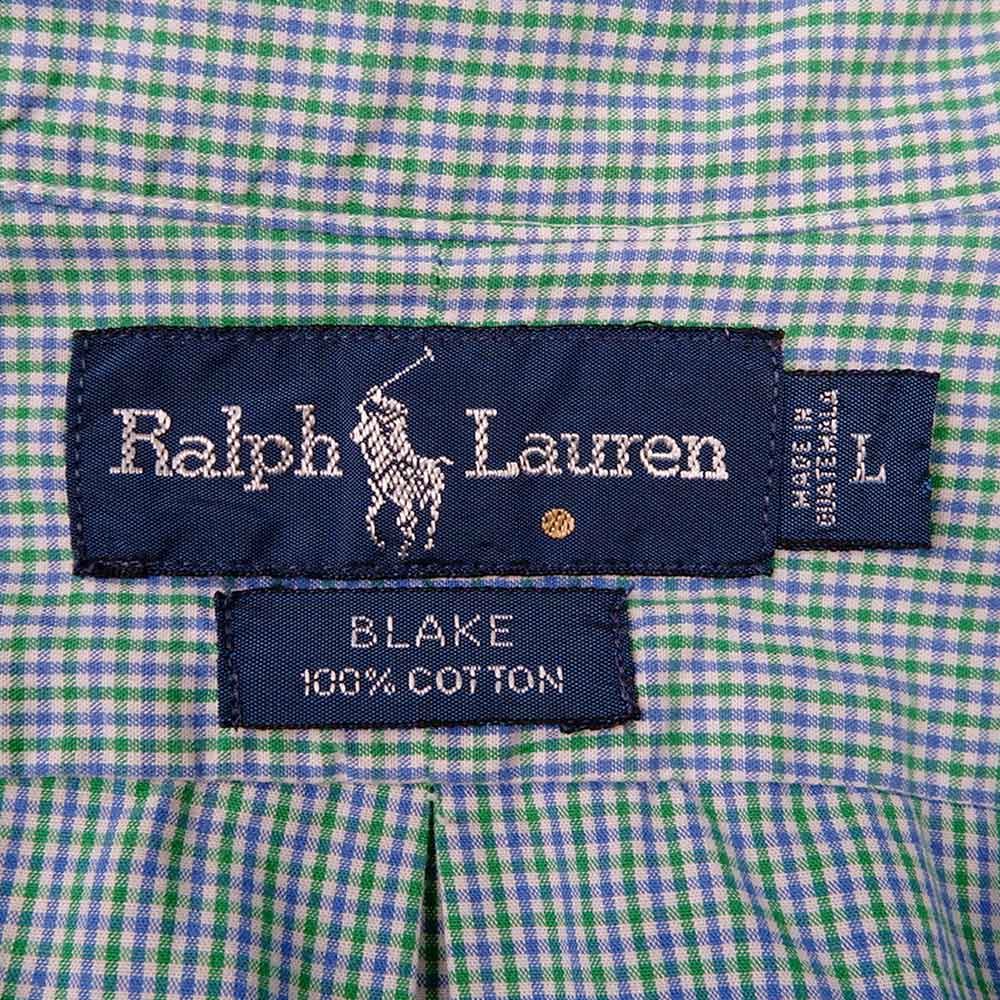 Ralph Lauren
MADE IN
GUATEMALA
L
BLAKE
100% COTTON